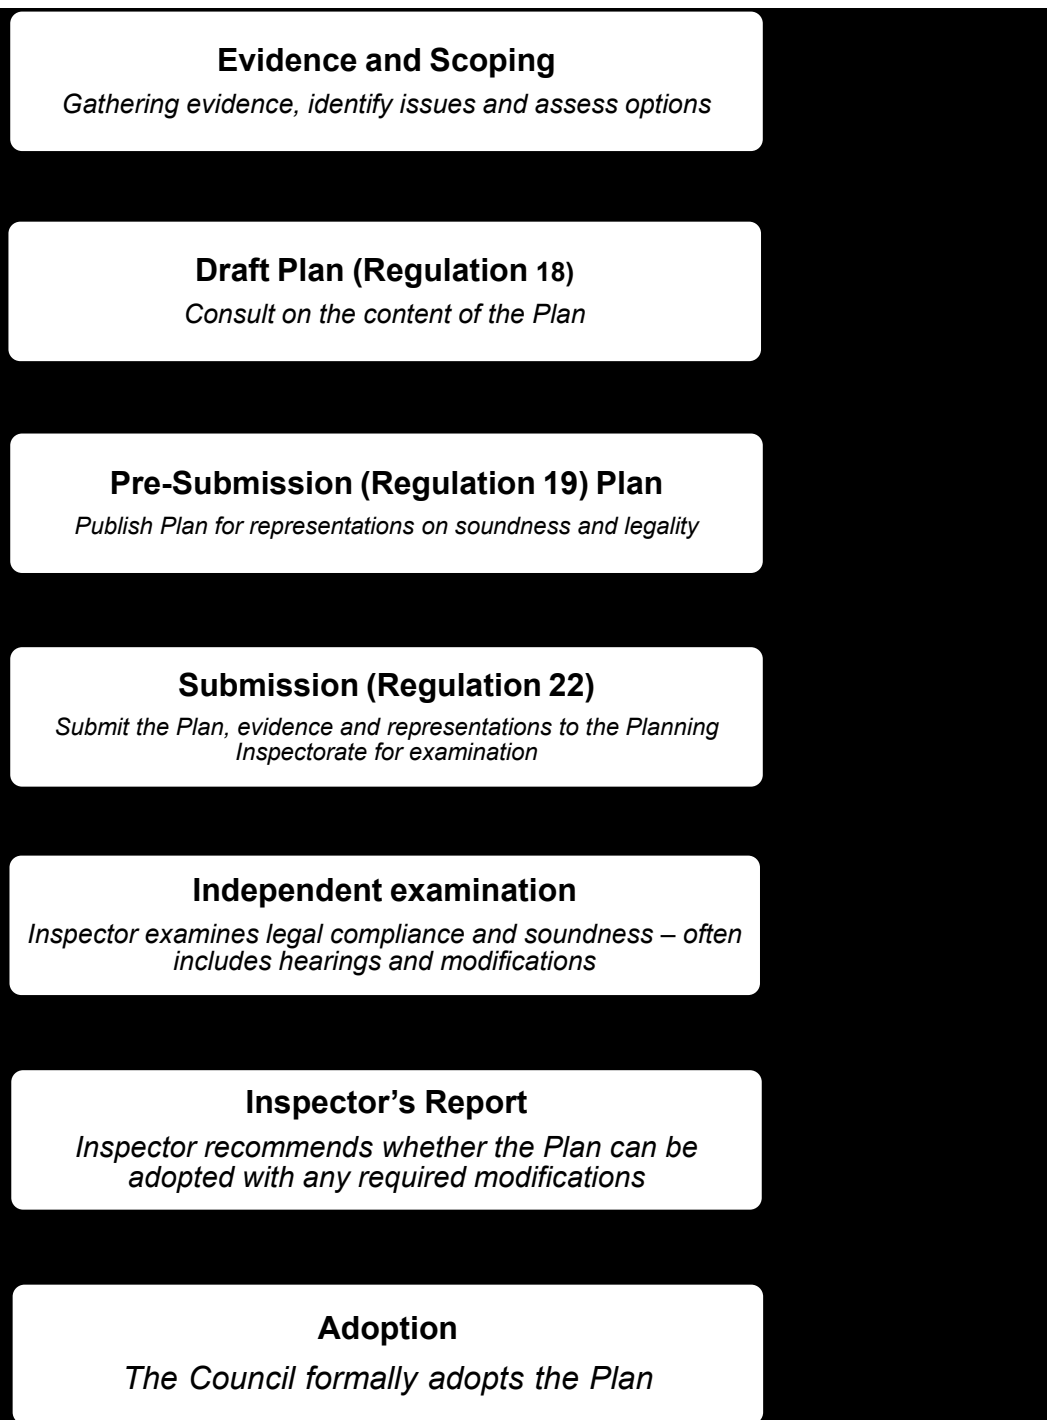 Evidence and Scoping
Gathering evidence, identify issues and assess options
Draft Plan (Regulation 18)
Consult on the content of the Plan
Pre-Submission (Regulation 19) Plan
Publish Plan for representations on soundness and legality
Submission (Regulation 22)
Submit the Plan, evidence and representations to the Planning
Inspectorate for examination
Independent examination
Inspector examines legal compliance and soundness – often
includes hearings and modifications
Inspector’s Report
Inspector recommends whether the Plan can be
adopted with any required modifications
Adoption
The Council formally adopts the Plan